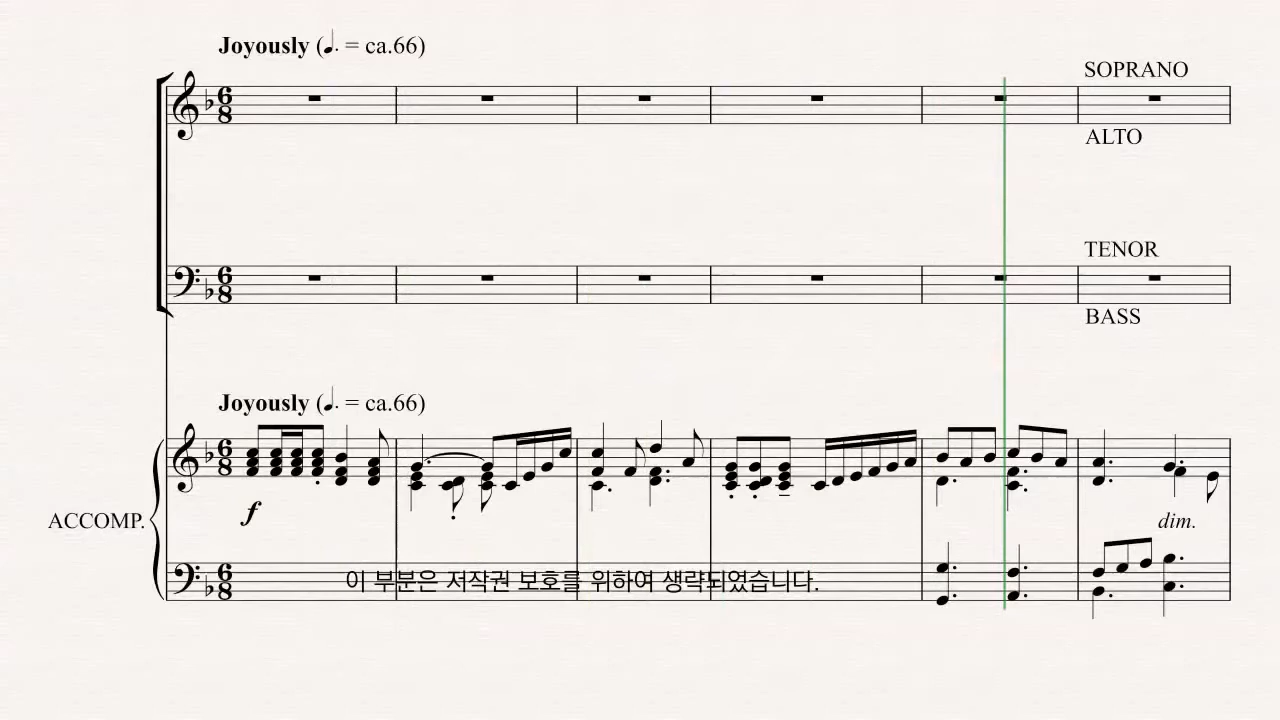 Joyously (♩. = ca.66)
SOPRANO
ALTO
TENOR
BASS
Joyously (♩. = ca.66)
f
ACCOMP.
dim.
이 부분은 저작권 보호를 위하여 생략되었습니다.